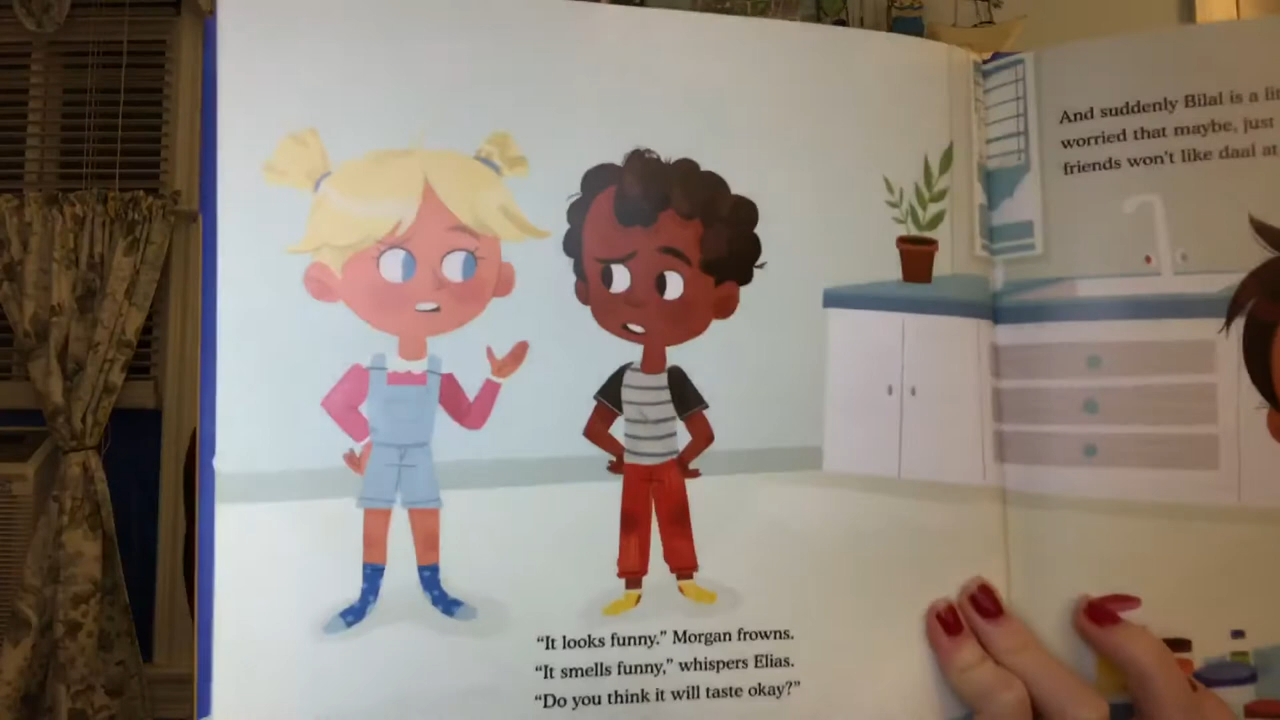 “It looks funny.” Morgan frowns.
“It smells funny,” whispers Elias.
“Do you think it will taste okay?”
And suddenly Bilal is a
worried that maybe, just
friends won’t like daal at